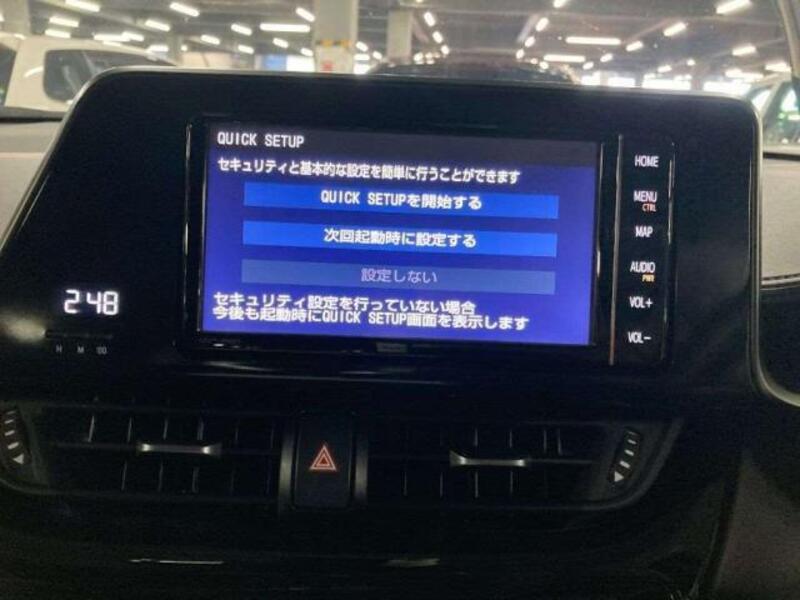 QUICK SETUP
セキュリティと基本的な設定を簡単に行うことができます
QUICK SETUPを開始する
次回起動時に設定する
設定しない
セキュリティ設定を行っていない場合
今後も起動時にQUICK SETUP画面を表示します
HOME
MENU
CTRL
MAP
AUDIO
PWR
VOL+
VOL-
2:48
H M :00